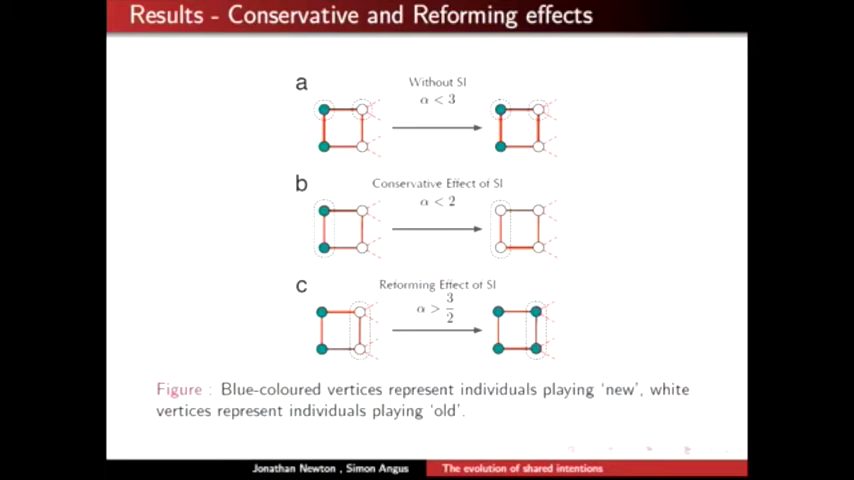 Results - Conservative and Reforming effects
a
Without SI
α < 3
b
Conservative Effect of SI
α < 2
c
Reforming Effect of SI
α > 3/2
Figure : Blue-coloured vertices represent individuals playing ‘new’, white
vertices represent individuals playing ‘old’.
Jonathan Newton , Simon Angus
The evolution of shared intentions